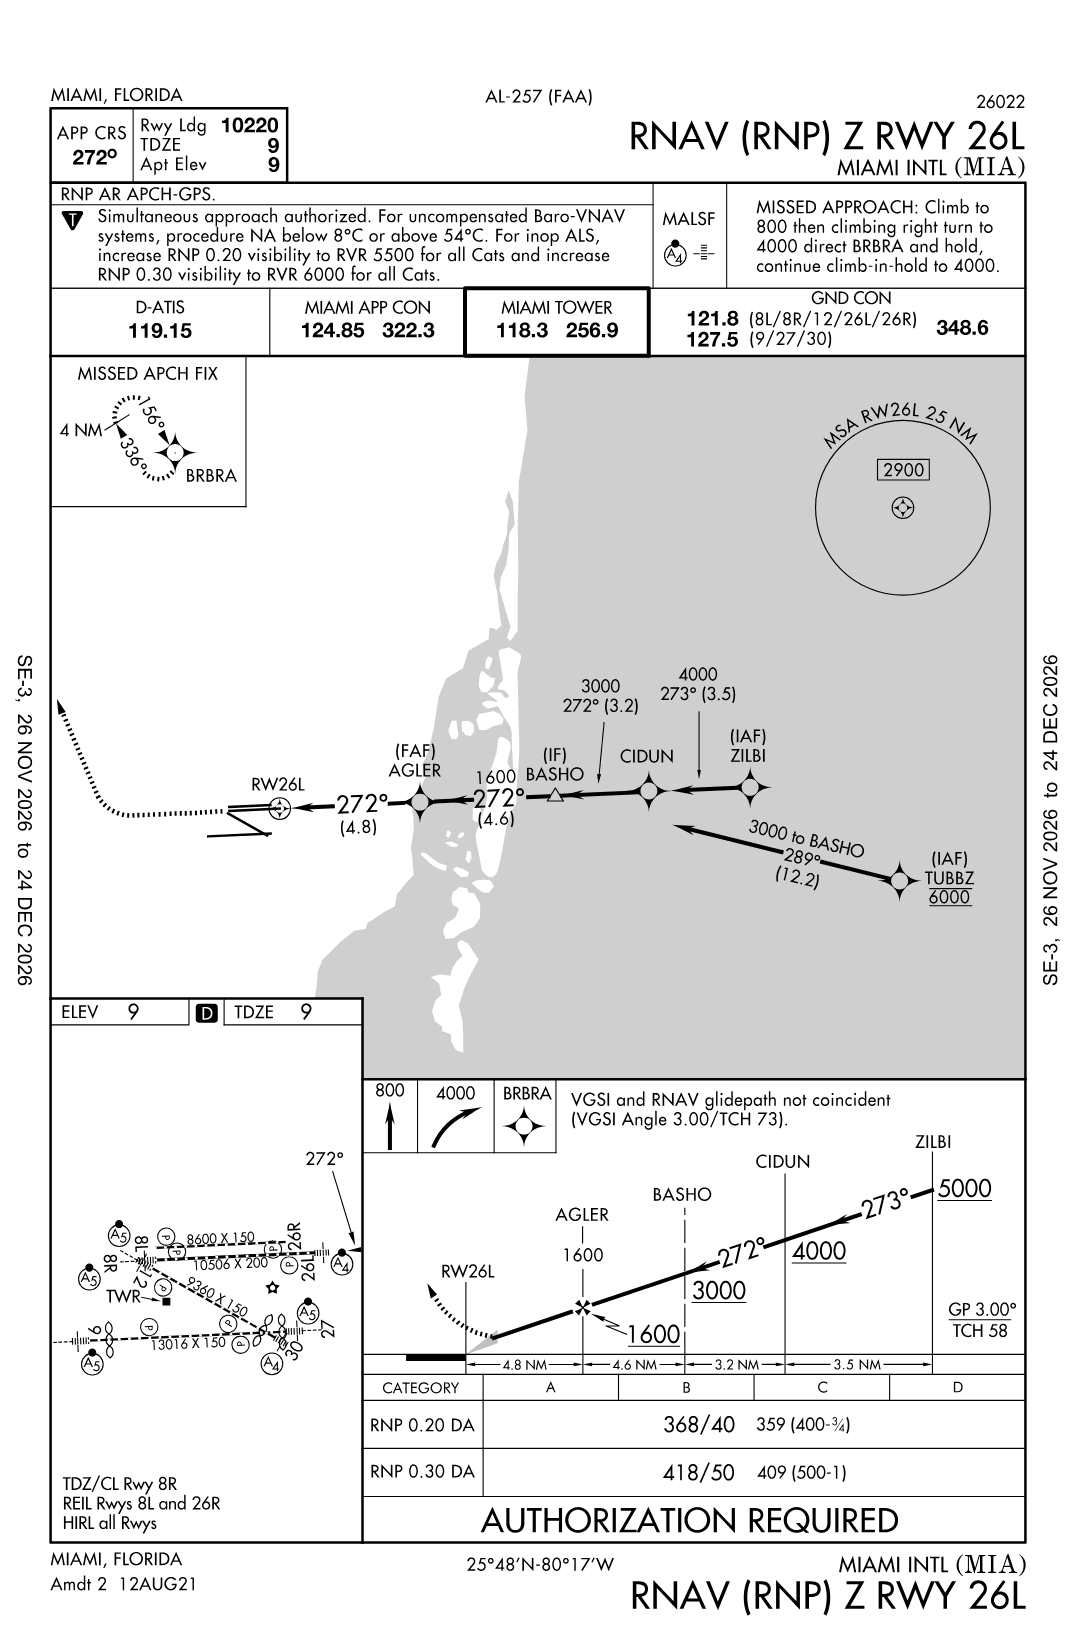 MIAMI, FLORIDA
AL-257 (FAA)
26022
APP CRS
272°
Rwy Ldg 10220
TDZE 9
Apt Elev 9
RNAV (RNP) Z RWY 26L
MIAMI INTL (MIA)
RNP AR APCH-GPS.
T
Simultaneous approach authorized. For uncompensated Baro-VNAV
systems, procedure NA below 8°C or above 54°C. For inop ALS,
increase RNP 0.20 visibility to RVR 5500 for all Cats and increase
RNP 0.30 visibility to RVR 6000 for all Cats.
MALSF
A4
MISSED APPROACH: Climb to
800 then climbing right turn to
4000 direct BRBRA and hold,
continue climb-in-hold to 4000.
D-ATIS
119.15
MIAMI APP CON
124.85 322.3
MIAMI TOWER
118.3 256.9
GND CON
121.8 (8L/8R/12/26L/26R)
127.5 (9/27/30)
348.6
MISSED APCH FIX
4 NM
156°
336°
BRBRA
MSA RW26L 25 NM
2900
3000
272° (3.2)
4000
273° (3.5)
(FAF)
AGLER
(IF)
BASHO
CIDUN
(IAF)
ZILBI
RW26L
272°
(4.8)
1600
272°
(4.6)
3000 to BASHO
289°
(12.2)
(IAF)
TUBBZ
6000
SE-3, 26 NOV 2026 to 24 DEC 2026
SE-3, 26 NOV 2026 to 24 DEC 2026
ELEV 9
D
TDZE 9
272°
A5
8L
P
P
8600 X 150
P
26R
8R
10506 X 200
P
26L
A4
A5
12
P
9360 X 150
TWR
A5
9
P
P
27
13016 X 150
P
30
A5
A4
TDZ/CL Rwy 8R
REIL Rwys 8L and 26R
HIRL all Rwys
800
4000
BRBRA
VGSI and RNAV glidepath not coincident
(VGSI Angle 3.00/TCH 73).
ZILBI
CIDUN
BASHO
AGLER
1600
RW26L
273°
5000
272°
4000
3000
1600
GP 3.00°
TCH 58
4.8 NM
4.6 NM
3.2 NM
3.5 NM
CATEGORY A B C D
RNP 0.20 DA 368/40 359 (400-¾)
RNP 0.30 DA 418/50 409 (500-1)
AUTHORIZATION REQUIRED
MIAMI, FLORIDA
Amdt 2 12AUG21
25°48'N-80°17'W
MIAMI INTL (MIA)
RNAV (RNP) Z RWY 26L